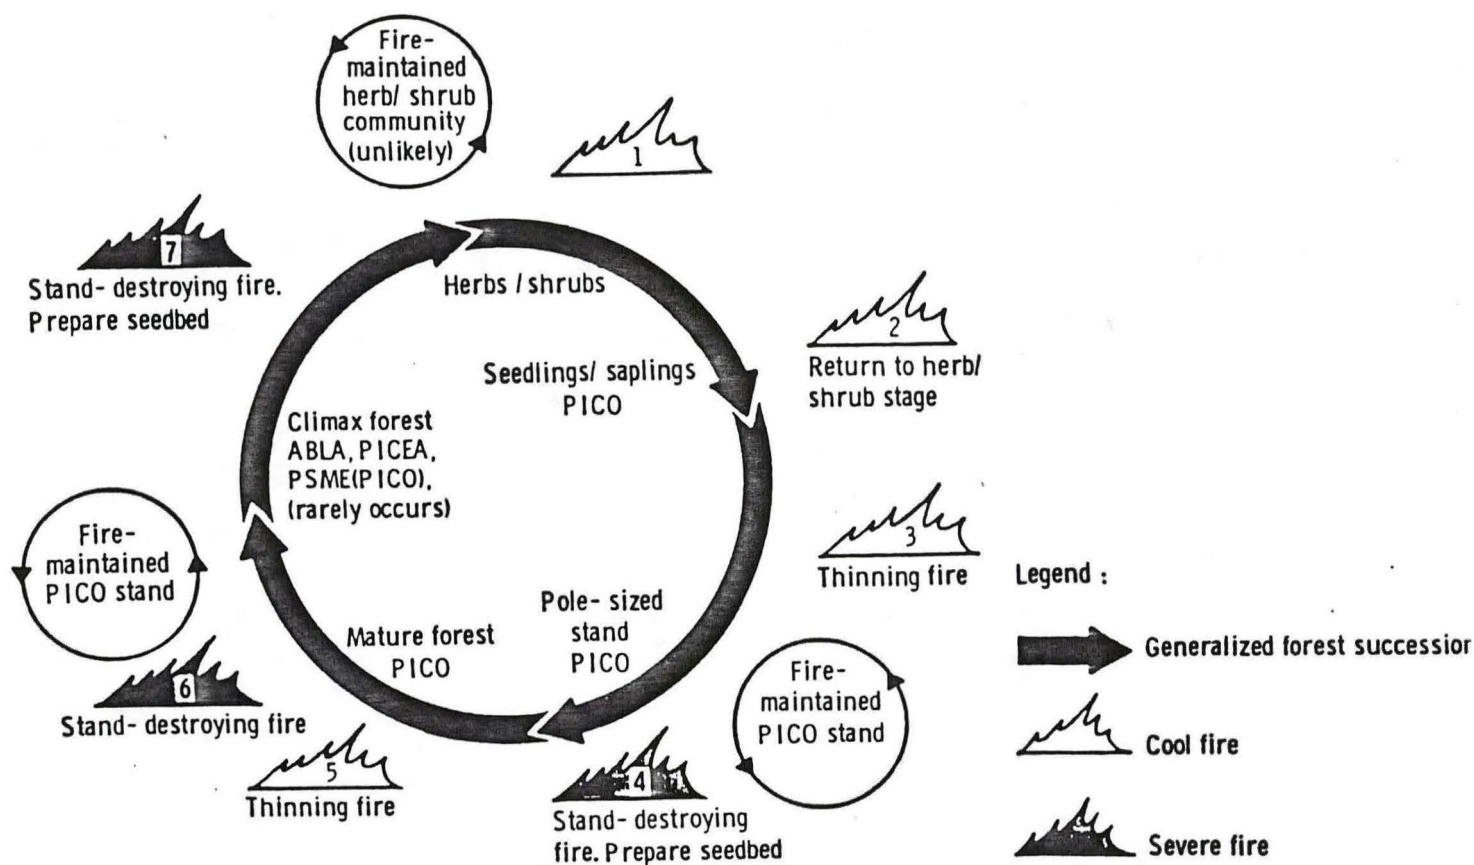 Fire-
maintained
herb/ shrub
community
(unlikely)
1
7
Stand- destroying fire.
Prepare seedbed
Herbs / shrubs
2
Return to herb/
shrub stage
Seedlings/ saplings
PICO
Climax forest
ABLA, PICEA,
PSME(PICO),
(rarely occurs)
3
Thinning fire
Fire-
maintained
PICO stand
Pole- sized
stand
PICO
Mature forest
PICO
6
Stand- destroying fire
5
Thinning fire
4
Stand- destroying
fire. Prepare seedbed
Fire-
maintained
PICO stand
Legend :
Generalized forest succession
Cool fire
Severe fire